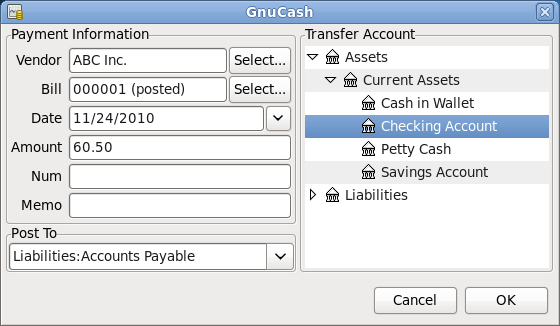 GnuCash
Payment Information
Vendor ABC Inc. Select...
Bill 000001 (posted) Select...
Date 11/24/2010
Amount 60.50
Num
Memo
Post To
Liabilities:Accounts Payable
Transfer Account
Assets
Current Assets
Cash in Wallet
Checking Account
Petty Cash
Savings Account
Liabilities
Cancel OK